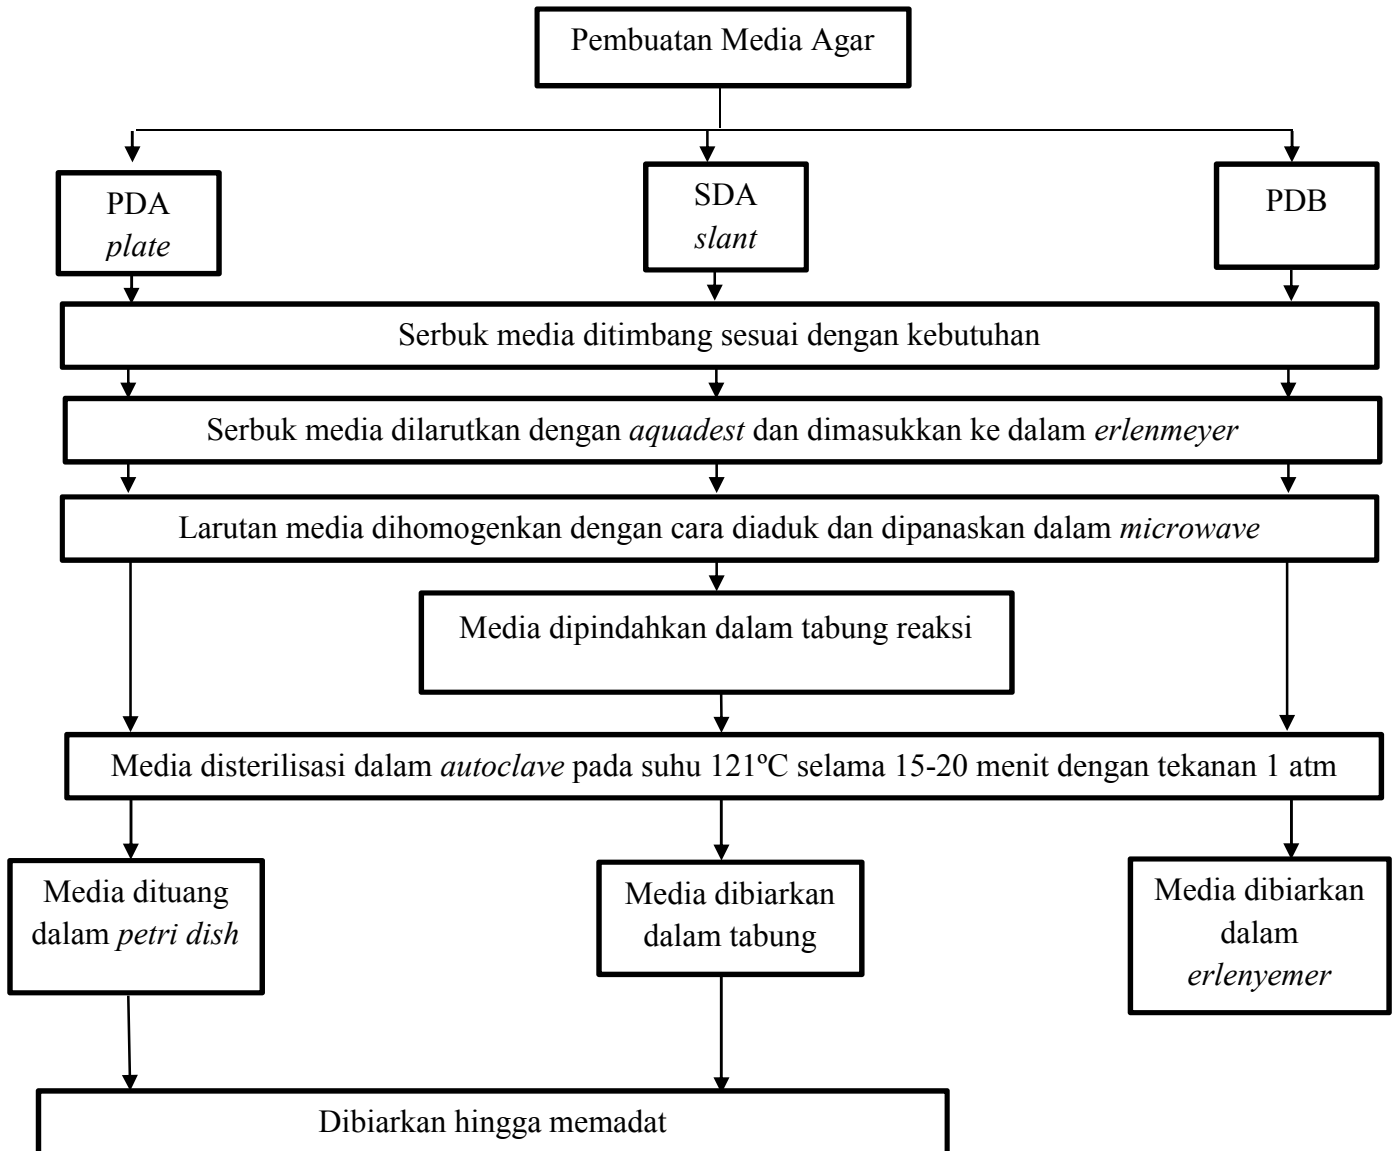 Pembuatan Media Agar
PDA
plate
SDA
slant
PDB
Serbuk media ditimbang sesuai dengan kebutuhan
Serbuk media dilarutkan dengan aquadest dan dimasukkan ke dalam erlenmeyer
Larutan media dihomogenkan dengan cara diaduk dan dipanaskan dalam microwave
Media dipindahkan dalam tabung reaksi
Media disterilisasi dalam autoclave pada suhu 121ºC selama 15-20 menit dengan tekanan 1 atm
Media dituang
dalam petri dish
Media dibiarkan
dalam tabung
Media dibiarkan
dalam
erlenyemer
Dibiarkan hingga memadat